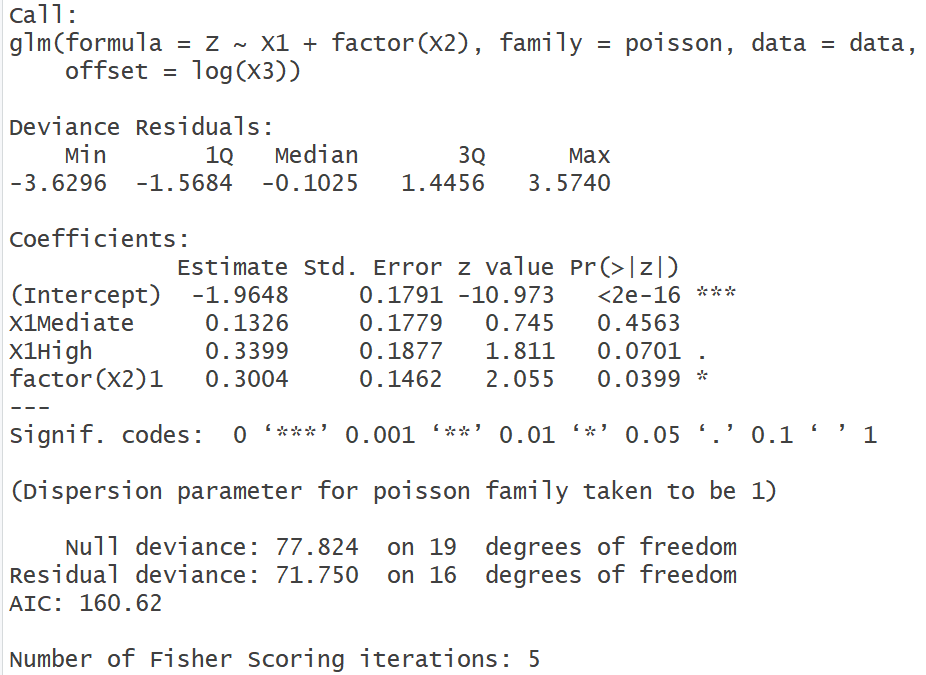 Call:
glm(formula = Z ~ X1 + factor(X2), family = poisson, data = data,
    offset = log(X3))

Deviance Residuals:
    Min       1Q   Median       3Q      Max
-3.6296  -1.5684  -0.1025   1.4456   3.5740

Coefficients:
            Estimate Std. Error z value Pr(>|z|)
(Intercept)  -1.9648     0.1791 -10.973   <2e-16 ***
X1Mediate     0.1326     0.1779   0.745   0.4563
X1High        0.3399     0.1877   1.811   0.0701 .
factor(X2)1   0.3004     0.1462   2.055   0.0399 *
---
Signif. codes:  0 ‘***’ 0.001 ‘**’ 0.01 ‘*’ 0.05 ‘.’ 0.1 ‘ ’ 1

(Dispersion parameter for poisson family taken to be 1)

    Null deviance: 77.824  on 19  degrees of freedom
Residual deviance: 71.750  on 16  degrees of freedom
AIC: 160.62

Number of Fisher Scoring iterations: 5